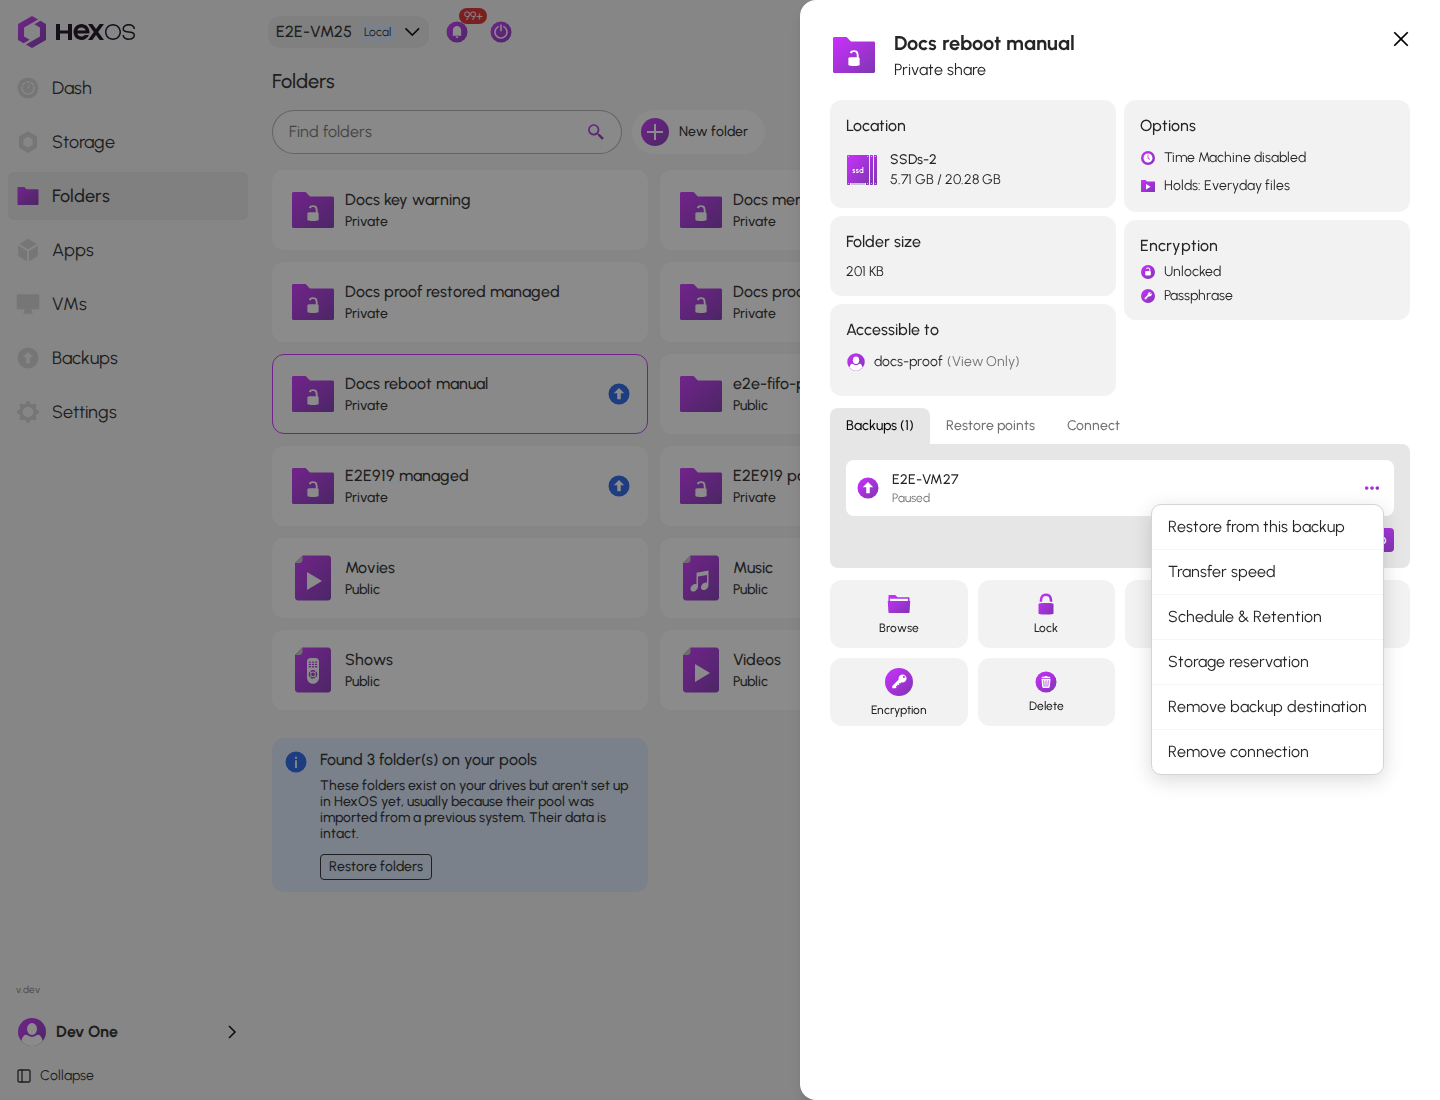 HexOS
E2E-VM25 Local
99+
Dash
Storage
Folders
Apps
VMs
Backups
Settings
v.dev
Dev One
Collapse
Folders
Find folders
New folder
Docs key warning
Private
Docs proof restored managed
Private
Private
Docs reboot manual
Private
Public
E2E919 managed
Private
E2E919
Private
Movies
Public
Music
Public
Shows
Public
Videos
Public
Found 3 folder(s) on your pools
These folders exist on your drives but aren't set up
in HexOS yet, usually because their pool was
imported from a previous system. Their data is
intact.
Restore folders
Docs reboot manual
Private share
Location
SSDs-2
ssd
5.71 GB / 20.28 GB
Options
Time Machine disabled
Holds: Everyday files
Folder size
201 KB
Encryption
Unlocked
Passphrase
Accessible to
docs-proof (View Only)
Backups (1)
Restore points
Connect
E2E-VM27
Paused
Restore from this backup
Transfer speed
Schedule & Retention
Storage reservation
Remove backup destination
Remove connection
Browse
Lock
Encryption
Delete